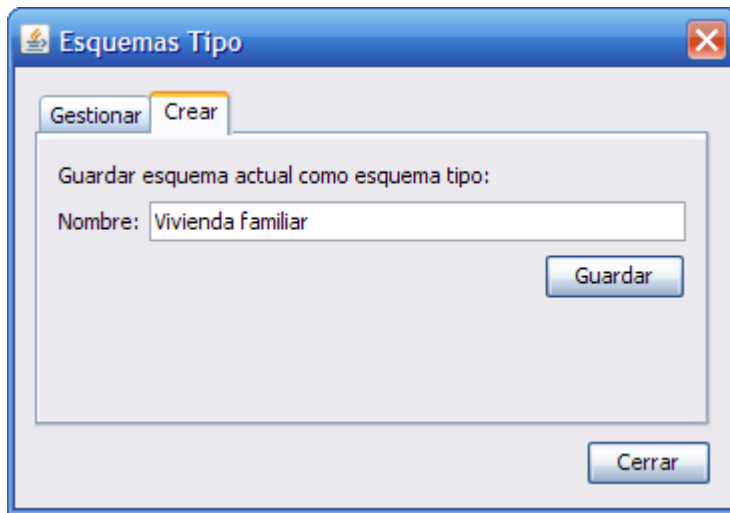 Esquemas Tipo
Gestionar Crear
Guardar esquema actual como esquema tipo:
Nombre: Vivienda familiar
Guardar
Cerrar